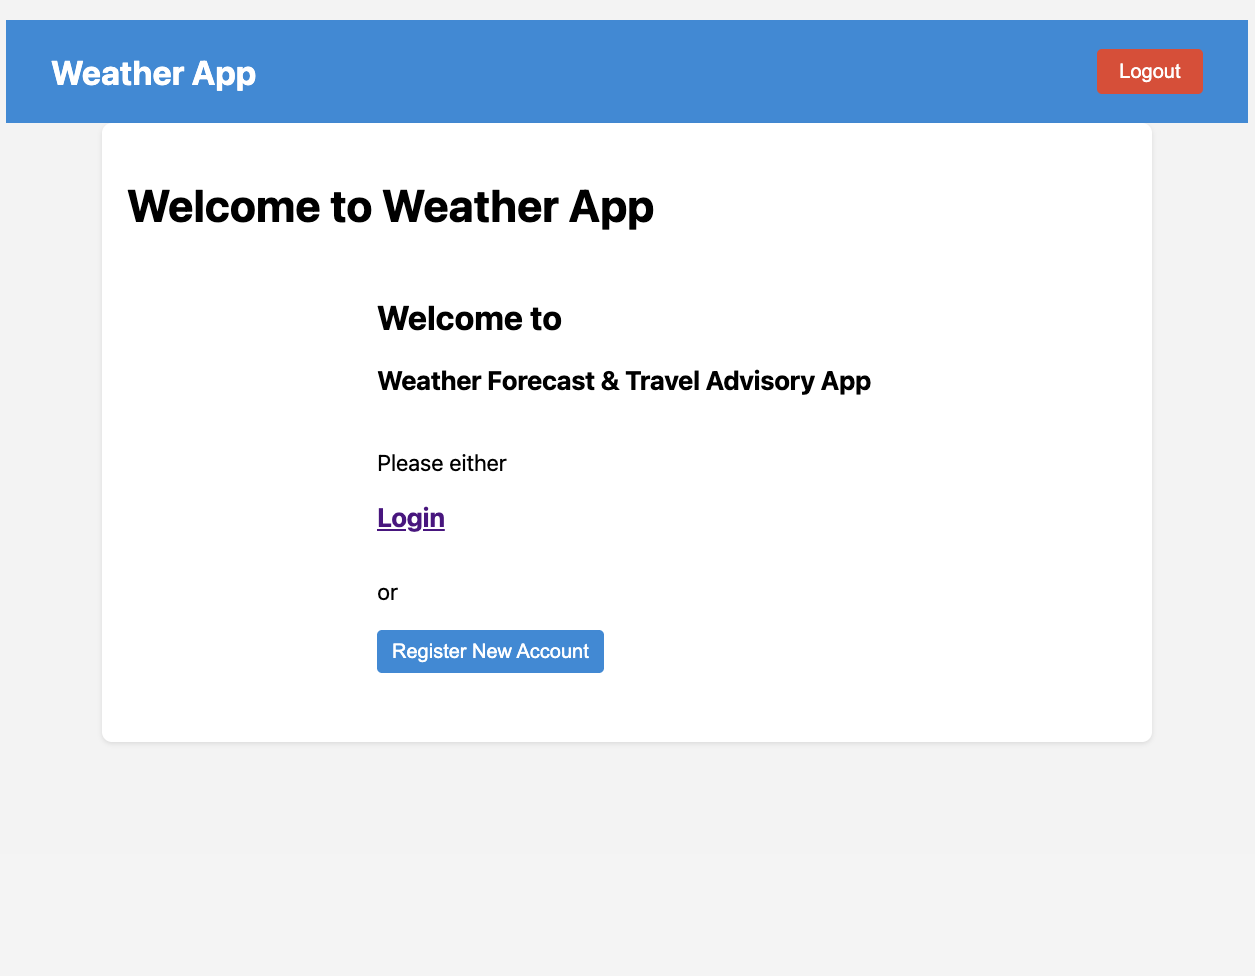 Weather App
Logout
Welcome to Weather App
Welcome to
Weather Forecast & Travel Advisory App
Please either
Login
or
Register New Account